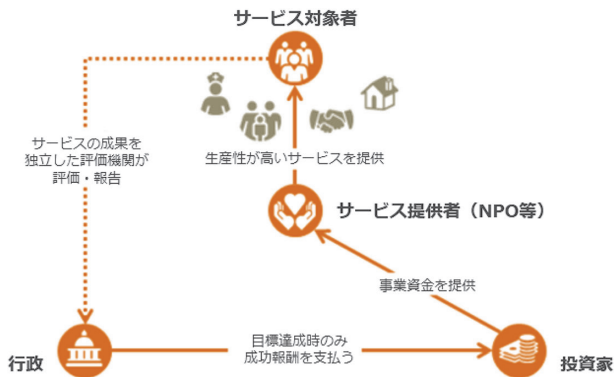 サービス対象者
サービスの成果を
独立した評価機関が
評価・報告
生産性が高いサービスを提供
サービス提供者（NPO等）
事業資金を提供
目標達成時のみ
成功報酬を支払う
行政
投資家